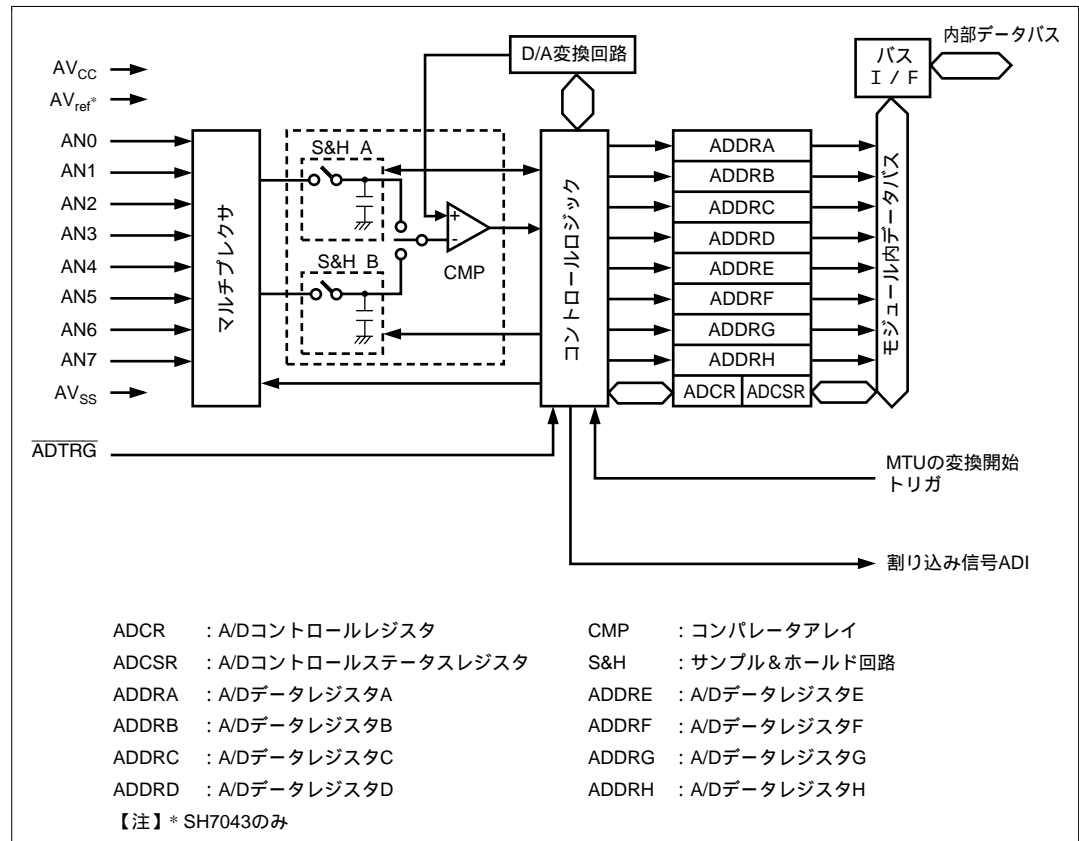 内部データバス
D/A変換回路
バス
I / F
AVCC
AVref*
AN0
AN1
AN2
AN3
AN4
AN5
AN6
AN7
AVSS
ADTRG
マルチプレクサ
S&H A
S&H B
+
-
CMP
コントロールロジック
ADDRA
ADDRB
ADDRC
ADDRD
ADDRE
ADDRF
ADDRG
ADDRH
ADCR ADCSR
モジュール内データバス
MTUの変換開始
トリガ
割り込み信号ADI
ADCR : A/Dコントロールレジスタ
ADCSR : A/Dコントロールステータスレジスタ
ADDRA : A/DデータレジスタA
ADDRB : A/DデータレジスタB
ADDRC : A/DデータレジスタC
ADDRD : A/DデータレジスタD
CMP : コンパレータアレイ
S&H : サンプル&ホールド回路
ADDRE : A/DデータレジスタE
ADDRF : A/DデータレジスタF
ADDRG : A/DデータレジスタG
ADDRH : A/DデータレジスタH
【注】* SH7043のみ